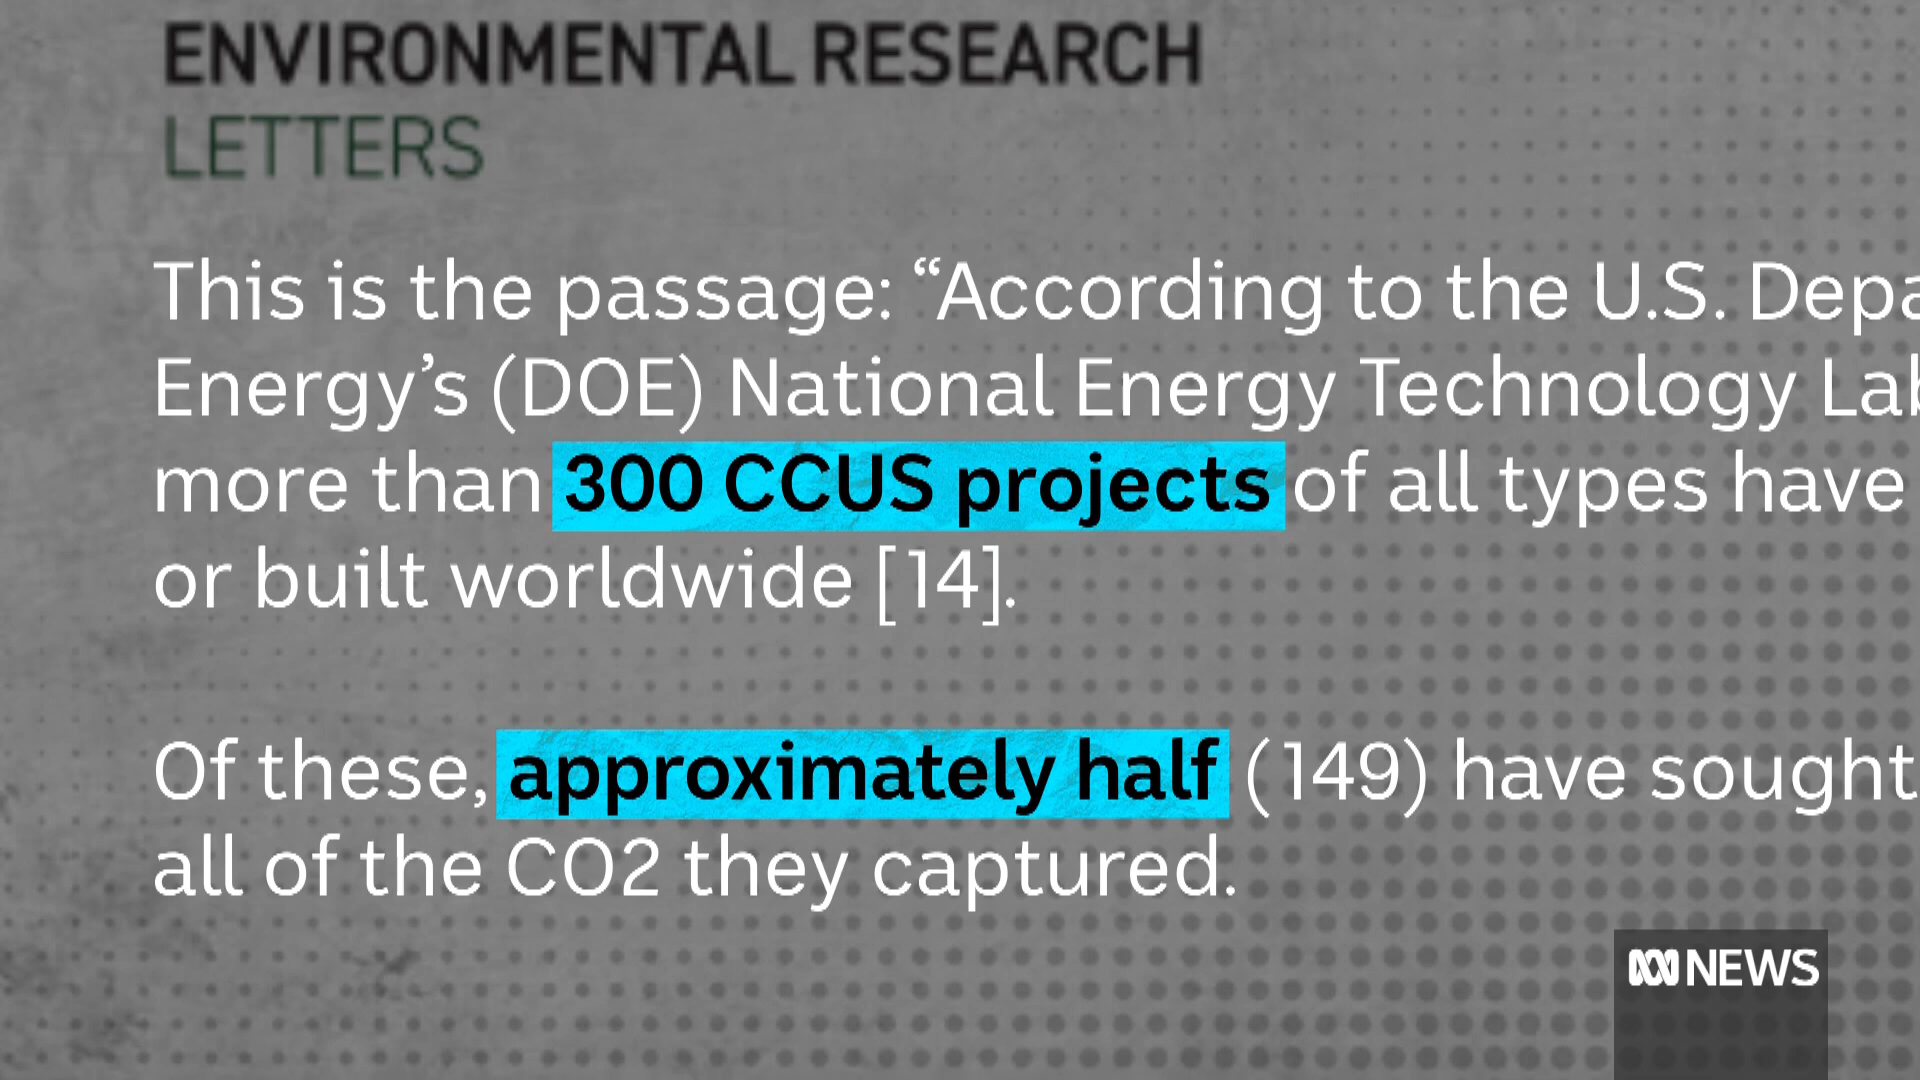 ENVIRONMENTAL RESEARCH
LETTERS
This is the passage: “According to the U.S.
Energy’s (DOE) National Energy Technology
more than 300 CCUS projects of all types have
or built worldwide [14].
Of these, approximately half (149) have sought
all of the CO2 they captured.
NEWS